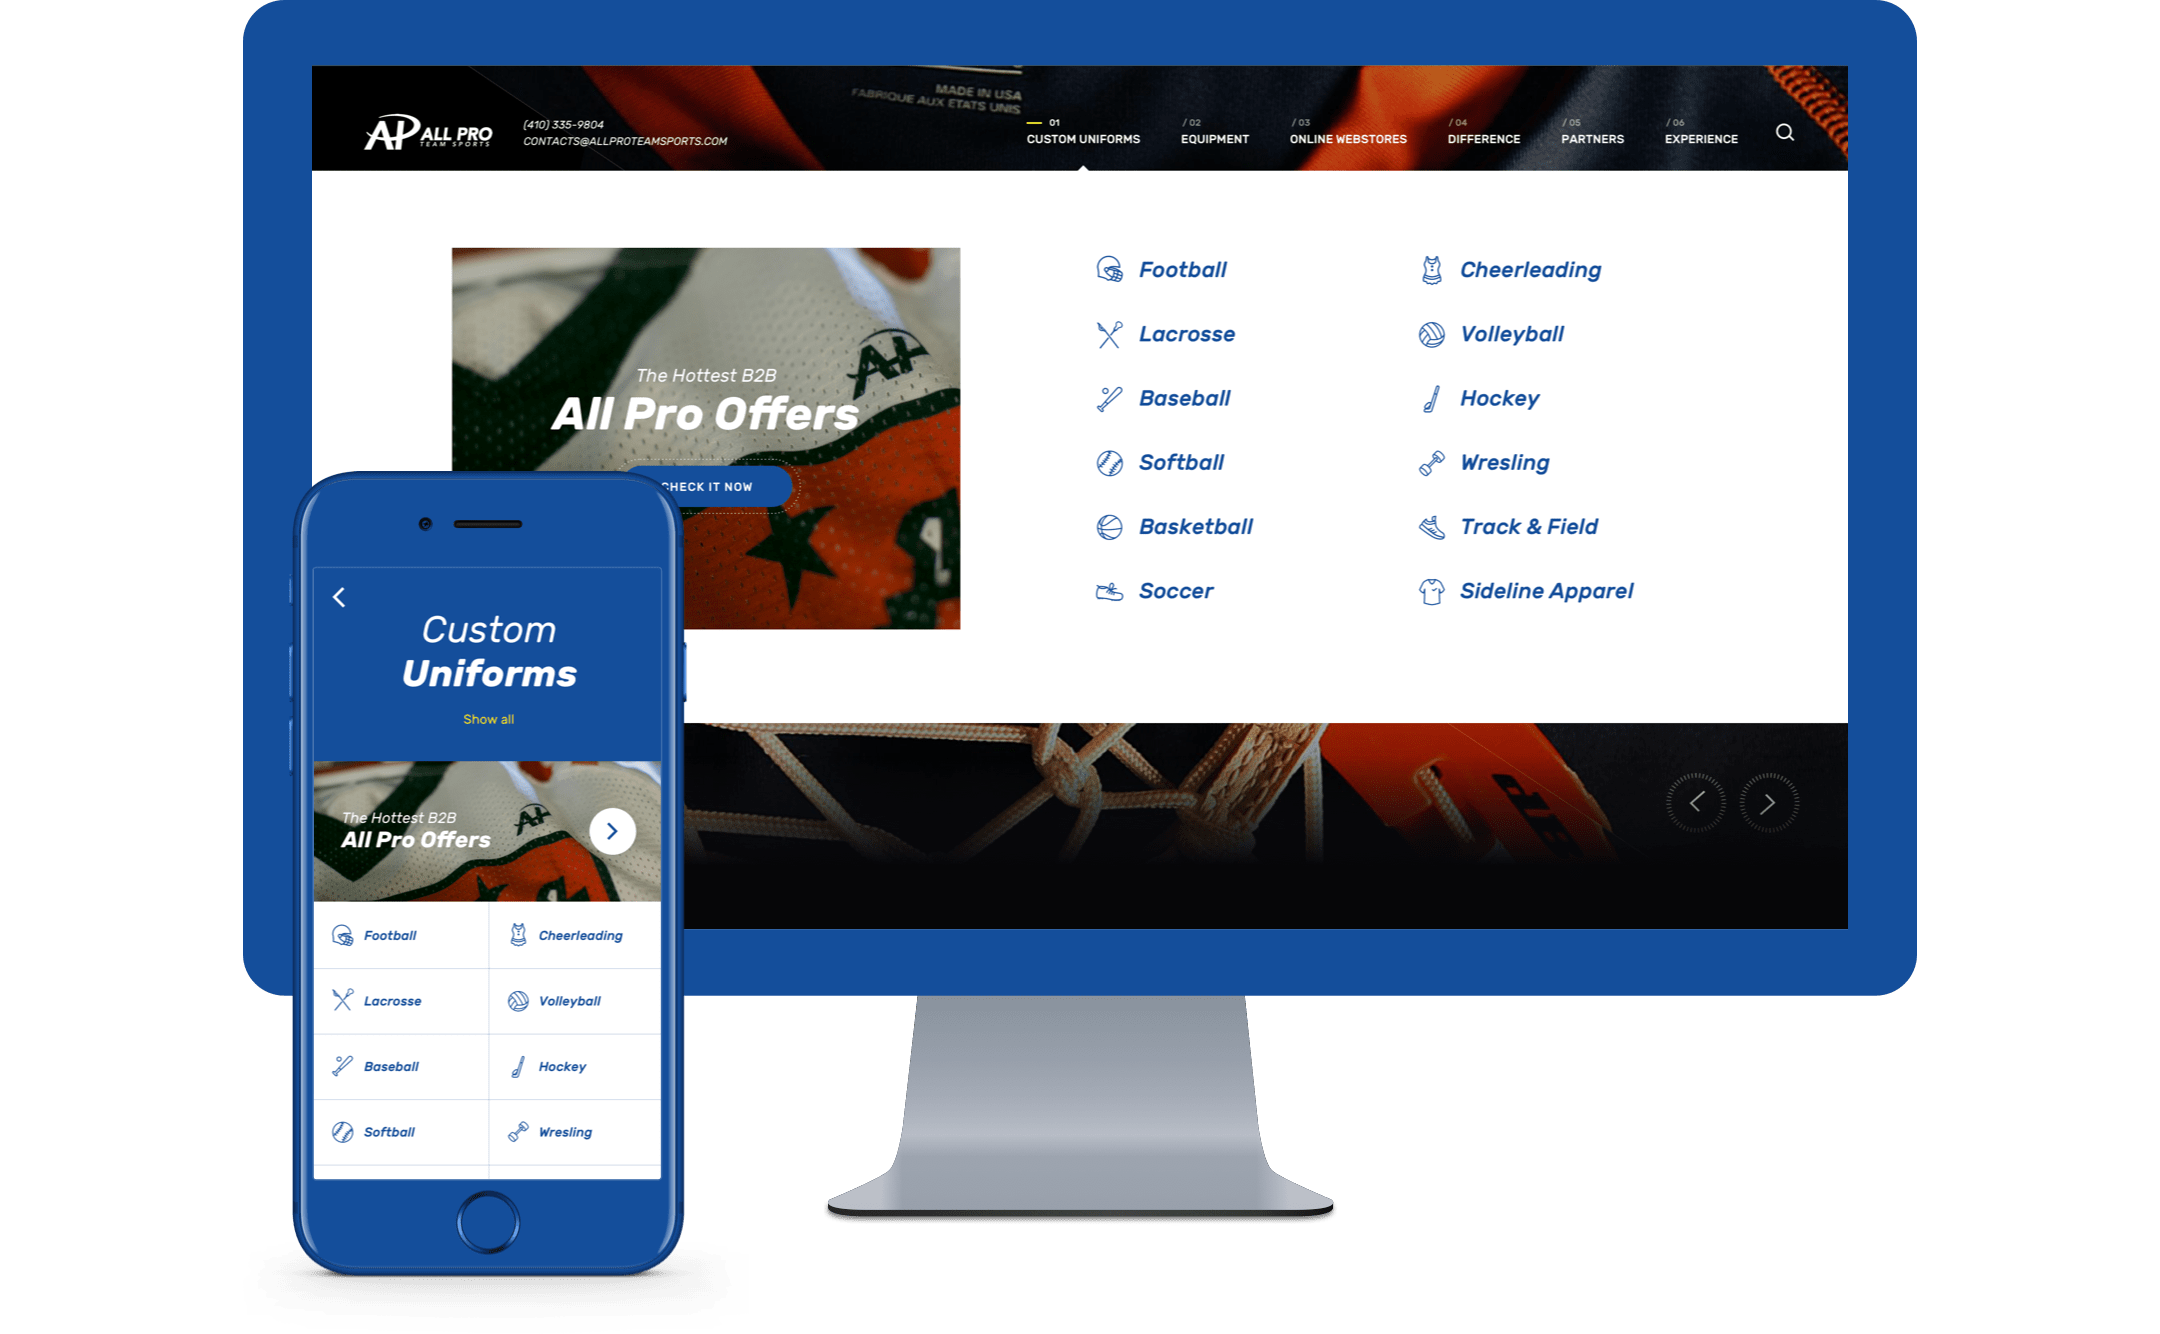 MADE IN USA
FABRIQUE AUX ETATS UNIS
AP ALL PRO
TEAM SPORTS
(410) 335-9804
CONTACTS@ALLPROTEAMSPORTS.COM
01
CUSTOM UNIFORMS
/ 02
EQUIPMENT
/ 03
ONLINE WEBSTORES
/ 04
DIFFERENCE
/ 05
PARTNERS
/ 06
EXPERIENCE
The Hottest B2B
All Pro Offers
CHECK IT NOW
Football
Lacrosse
Baseball
Softball
Basketball
Soccer
Cheerleading
Volleyball
Hockey
Wresling
Track & Field
Sideline Apparel
Custom
Uniforms
Show all
The Hottest B2B
All Pro Offers
Football
Cheerleading
Lacrosse
Volleyball
Baseball
Hockey
Softball
Wresling